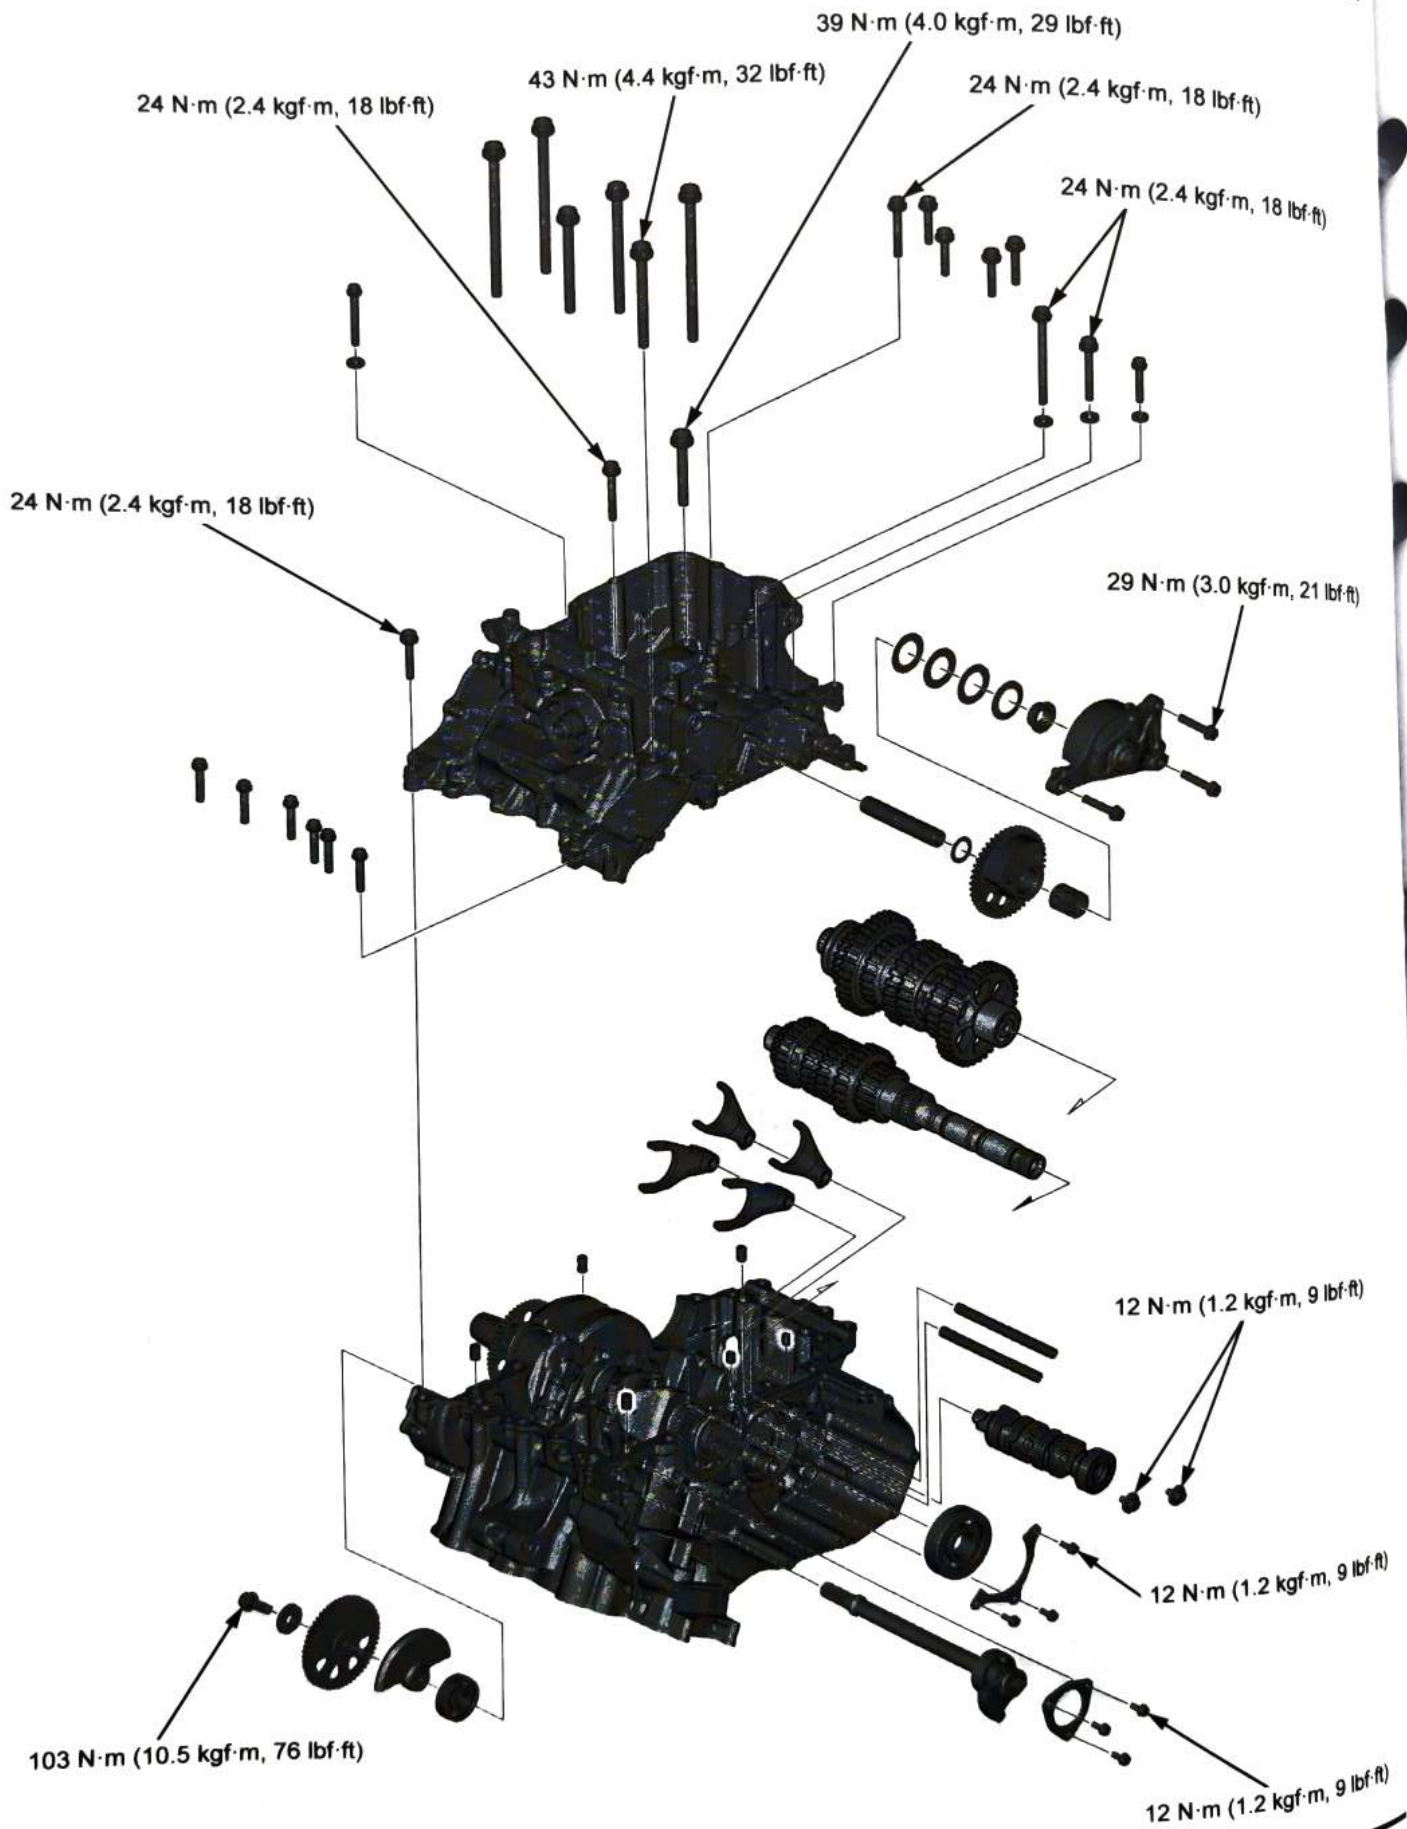 39 N·m (4.0 kgf·m, 29 lbf·ft)
43 N·m (4.4 kgf·m, 32 lbf·ft)
24 N·m (2.4 kgf·m, 18 lbf·ft)
24 N·m (2.4 kgf·m, 18 lbf·ft)
24 N·m (2.4 kgf·m, 18 lbf·ft)
24 N·m (2.4 kgf·m, 18 lbf·ft)
29 N·m (3.0 kgf·m, 21 lbf·ft)
12 N·m (1.2 kgf·m, 9 lbf·ft)
12 N·m (1.2 kgf·m, 9 lbf·ft)
103 N·m (10.5 kgf·m, 76 lbf·ft)
12 N·m (1.2 kgf·m, 9 lbf·ft)